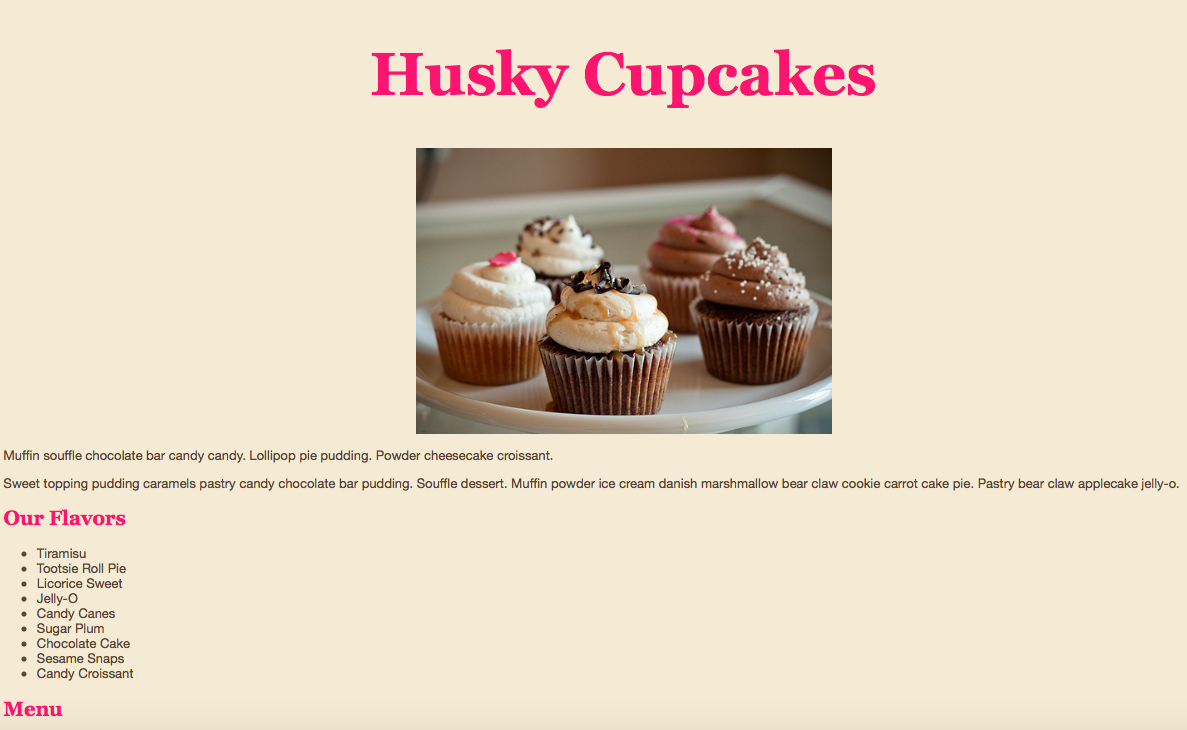 Husky Cupcakes
Muffin souffle chocolate bar candy candy. Lollipop pie pudding. Powder cheesecake croissant.
Sweet topping pudding caramels pastry candy chocolate bar pudding. Souffle dessert. Muffin powder ice cream danish marshmallow bear claw cookie carrot cake pie. Pastry bear claw applecake jelly-o.
Our Flavors
Tiramisu
Tootsie Roll Pie
Licorice Sweet
Jelly-O
Candy Canes
Sugar Plum
Chocolate Cake
Sesame Snaps
Candy Croissant
Menu